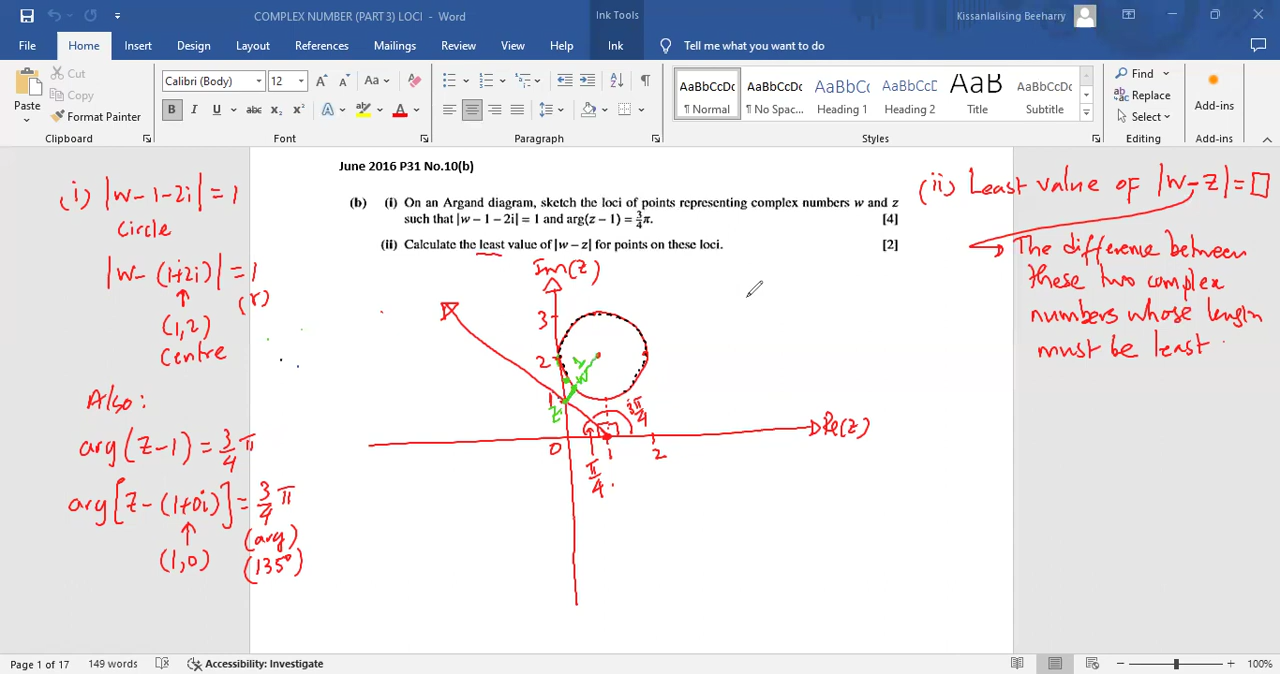 COMPLEX NUMBER (PART 3) LOCI - Word
Ink Tools
Kissanlallsing Beeharry
File Home Insert Design Layout References Mailings Review View Help Ink Tell me what you want to do
Paste
Cut
Copy
Format Painter
Clipboard
Calibri (Body) 12
Font
Paragraph
AaBbCcDc AaBbCcDc AaBbCc AaBbCcD AaB AaBbCcD
¶ Normal ¶ No Spac... Heading 1 Heading 2 Title Subtitle
Styles
Find
Replace
Select
Editing
Add-ins
Add-ins
June 2016 P31 No.10(b)
(b) (i) On an Argand diagram, sketch the loci of points representing complex numbers w and z
such that |w − 1 − 2i| = 1 and arg(z − 1) = ¾π. [4]
(ii) Calculate the least value of |w − z| for points on these loci. [2]
(i) |w-1-2i| = 1
Circle
|w-(1+2i)| = 1
(r)
(1,2)
Centre
Also:
arg(z-1) = 3/4 π
arg[z-(1+0i)] = 3/4 π
(arg)
(1,0) (135°)
Im(z)
3
2
1
w
z
3π/4
Re(z)
0 1 2
π/4
(ii) Least value of |w-z| = □
The difference between
these two complex
numbers whose length
must be least
Page 1 of 17 149 words Accessibility: Investigate 100%